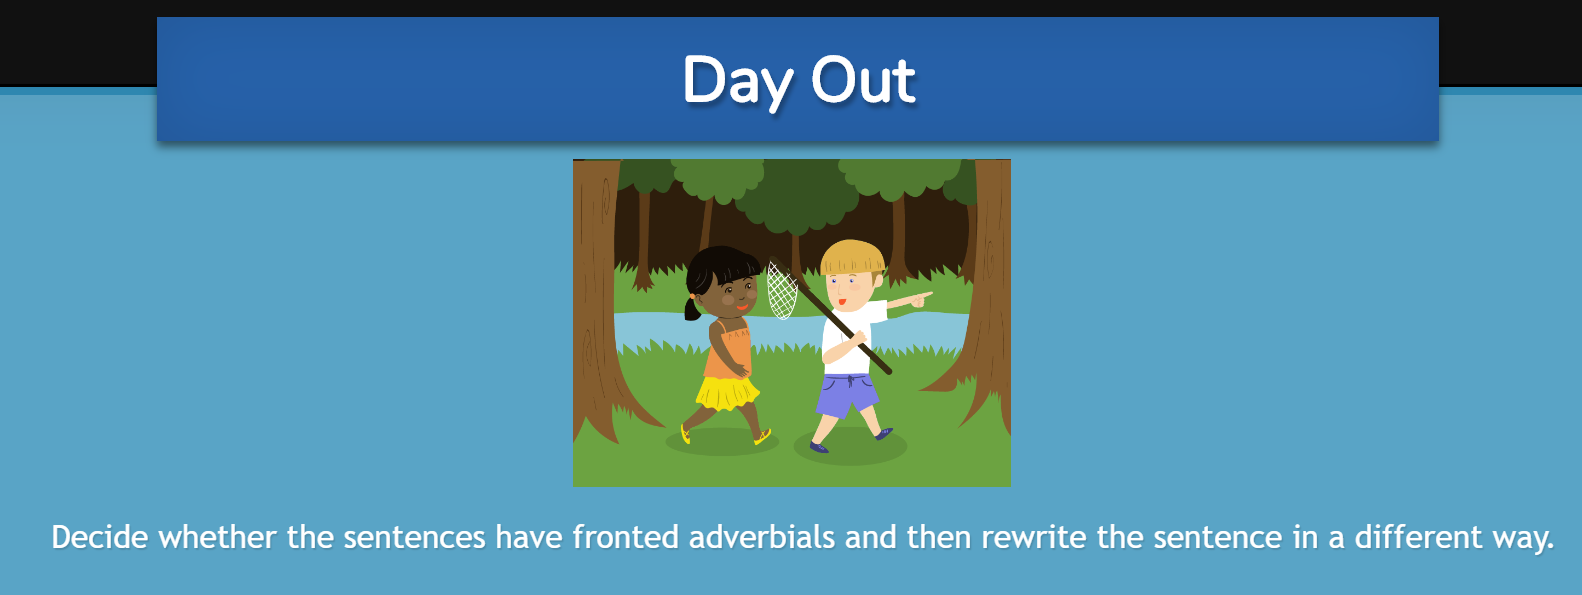 Day Out
Decide whether the sentences have fronted adverbials and then rewrite the sentence in a different way.